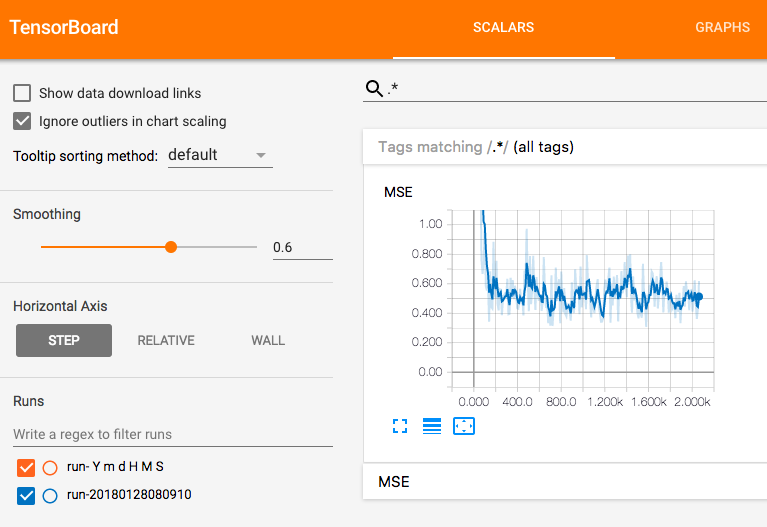 TensorBoard
SCALARS GRAPHS
Show data download links
Ignore outliers in chart scaling
Tooltip sorting method: default
Smoothing
0.6
Horizontal Axis
STEP RELATIVE WALL
Runs
Write a regex to filter runs
run- Y m d H M S
run-20180128080910
.*
Tags matching /.*/ (all tags)
MSE
1.00
0.800
0.600
0.400
0.200
0.00
0.000 400.0 800.0 1.200k 1.600k 2.000k
MSE